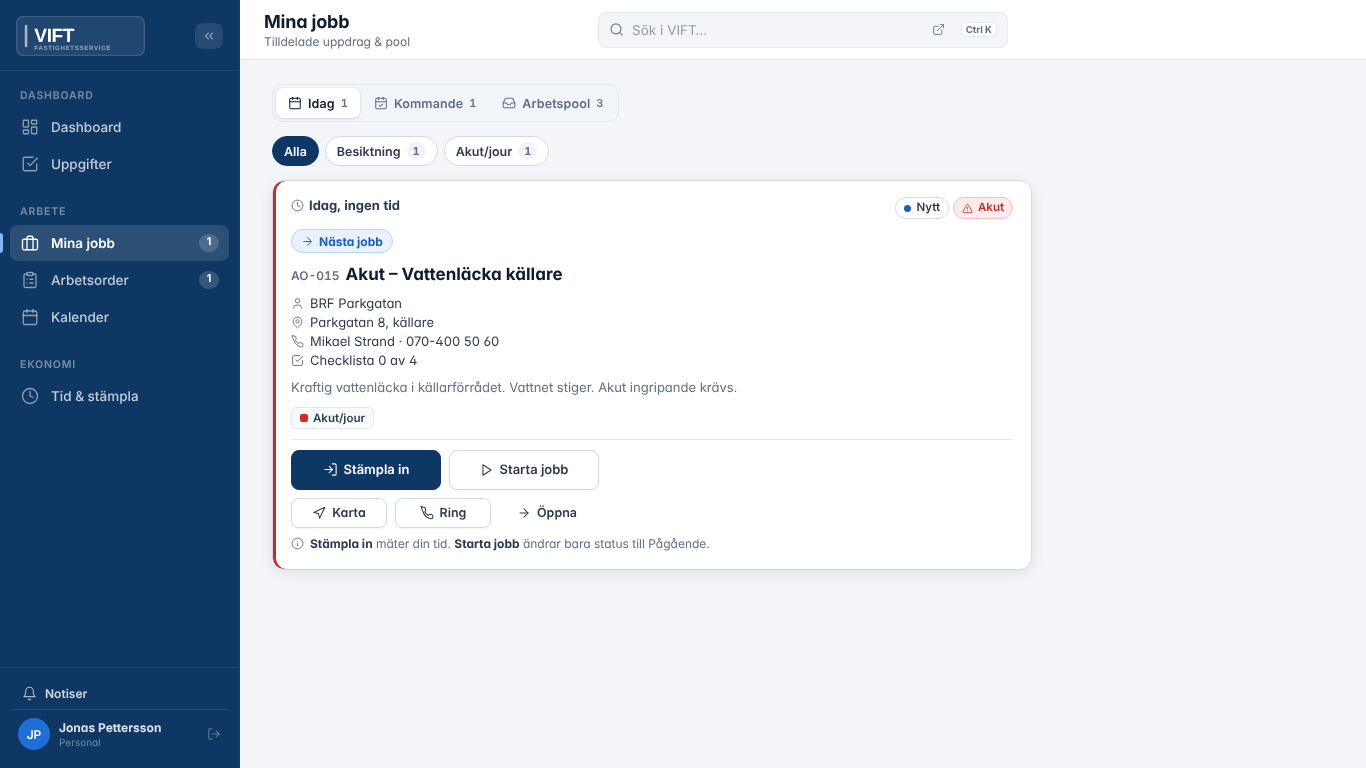 VIFT
FASTIGHETSSERVICE
DASHBOARD
Dashboard
Uppgifter
ARBETE
Mina jobb 1
Arbetsorder 1
Kalender
EKONOMI
Tid & stämpla
Notiser
JP
Jonas Pettersson
Personal
Mina jobb
Tilldelade uppdrag & pool
Sök i VIFT...
Ctrl K
Idag 1 Kommande 1 Arbetspool 3
Alla Besiktning 1 Akut/jour 1
Idag, ingen tid
Nytt Akut
Nästa jobb
AO-015 Akut – Vattenläcka källare
BRF Parkgatan
Parkgatan 8, källare
Mikael Strand · 070-400 50 60
Checklista 0 av 4
Kraftig vattenläcka i källarförrådet. Vattnet stiger. Akut ingripande krävs.
Akut/jour
Stämpla in Starta jobb
Karta Ring Öppna
Stämpla in mäter din tid. Starta jobb ändrar bara status till Pågående.